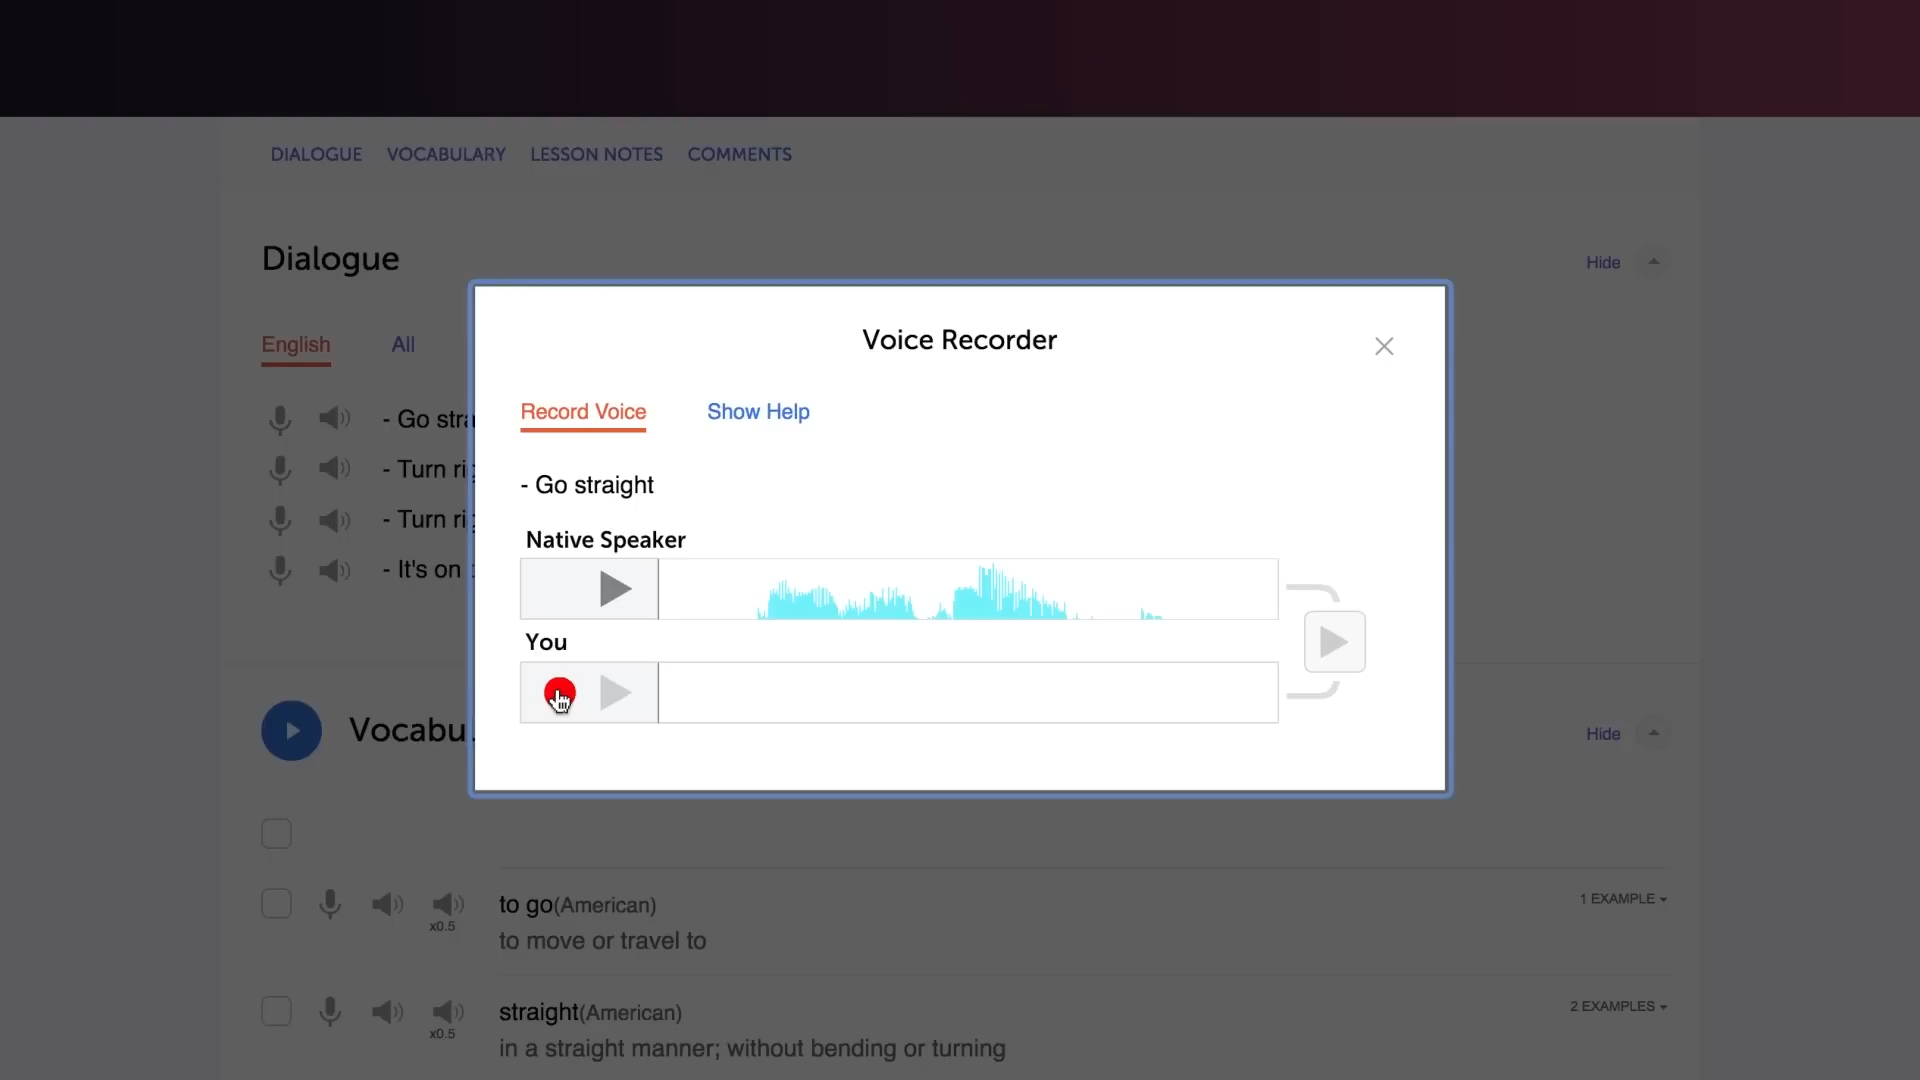 DIALOGUE VOCABULARY LESSON NOTES COMMENTS
Dialogue
Hide
English All
- Go stra
- Turn ri
- Turn ri
- It's on
Voice Recorder
Record Voice Show Help
- Go straight
Native Speaker
You
Vocabu
Hide
to go(American)
1 EXAMPLE
x0.5
to move or travel to
straight(American)
2 EXAMPLES
x0.5
in a straight manner; without bending or turning